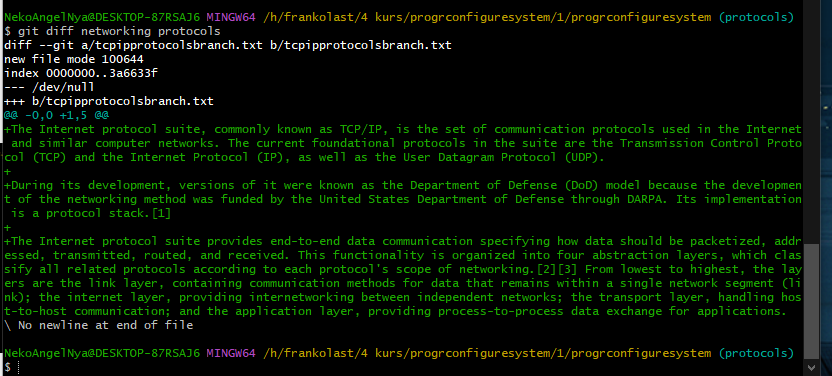 NekoAngelNya@DESKTOP-87RSAJ6 MINGW64 /h/frankolast/4 kurs/progrconfiguresystem/1/progrconfiguresystem (protocols)
$ git diff networking protocols
diff --git a/tcpipprotocolsbranch.txt b/tcpipprotocolsbranch.txt
new file mode 100644
index 0000000..3a6633f
--- /dev/null
+++ b/tcpipprotocolsbranch.txt
@@ -0,0 +1,5 @@
+The Internet protocol suite, commonly known as TCP/IP, is the set of communication protocols used in the Internet
 and similar computer networks. The current foundational protocols in the suite are the Transmission Control Proto
col (TCP) and the Internet Protocol (IP), as well as the User Datagram Protocol (UDP).
+
+During its development, versions of it were known as the Department of Defense (DoD) model because the developmen
t of the networking method was funded by the United States Department of Defense through DARPA. Its implementation
 is a protocol stack.[1]
+
+The Internet protocol suite provides end-to-end data communication specifying how data should be packetized, addr
essed, transmitted, routed, and received. This functionality is organized into four abstraction layers, which clas
sify all related protocols according to each protocol's scope of networking.[2][3] From lowest to highest, the lay
ers are the link layer, containing communication methods for data that remains within a single network segment (li
nk); the internet layer, providing internetworking between independent networks; the transport layer, handling hos
t-to-host communication; and the application layer, providing process-to-process data exchange for applications.
\ No newline at end of file
NekoAngelNya@DESKTOP-87RSAJ6 MINGW64 /h/frankolast/4 kurs/progrconfiguresystem/1/progrconfiguresystem (protocols)
$